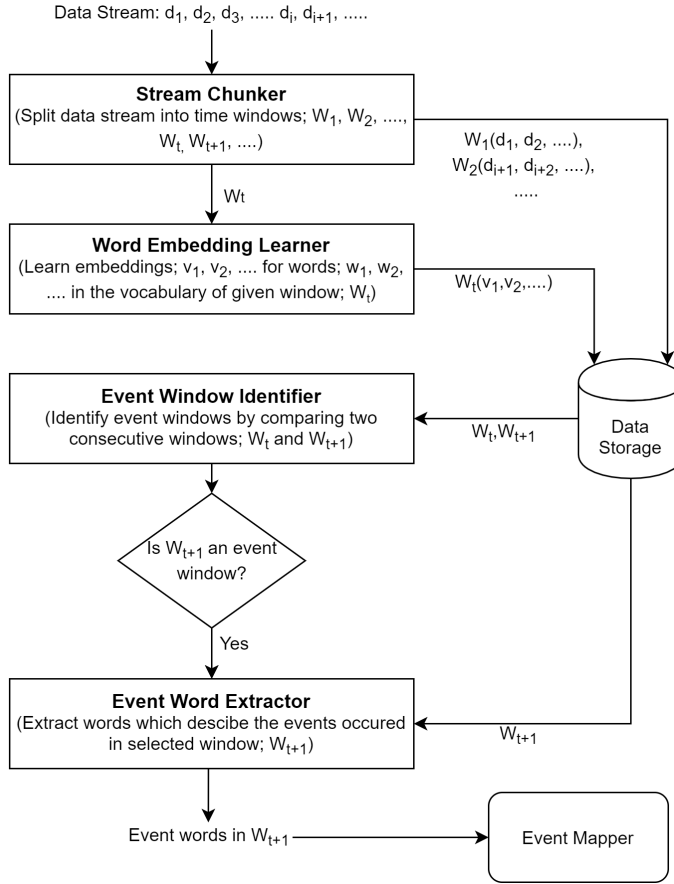 Data Stream: d1, d2, d3, ..... di, di+1, .....
Stream Chunker
(Split data stream into time windows; W1, W2, ....,
Wt, Wt+1, ....)
W1(d1, d2, ....),
W2(di+1, di+2, ....),
.....
Wt
Word Embedding Learner
(Learn embeddings; v1, v2, .... for words; w1, w2,
.... in the vocabulary of given window; Wt)
Wt(v1,v2,....)
Event Window Identifier
(Identify event windows by comparing two
consecutive windows; Wt and Wt+1)
Wt,Wt+1
Data
Storage
Is Wt+1 an event
window?
Yes
Event Word Extractor
(Extract words which descibe the events occured
in selected window; Wt+1)
Wt+1
Event words in Wt+1
Event Mapper